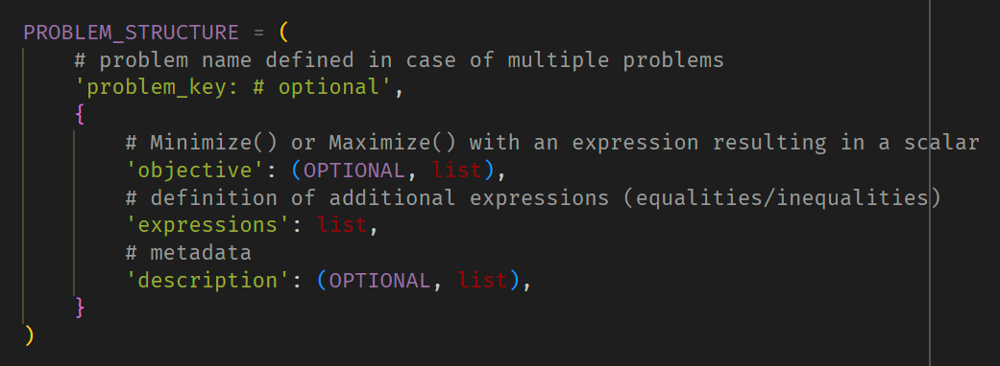 PROBLEM_STRUCTURE = (
    # problem name defined in case of multiple problems
    'problem_key: # optional',
    {
        # Minimize() or Maximize() with an expression resulting in a scalar
        'objective': (OPTIONAL, list),
        # definition of additional expressions (equalities/inequalities)
        'expressions': list,
        # metadata
        'description': (OPTIONAL, list),
    }
)